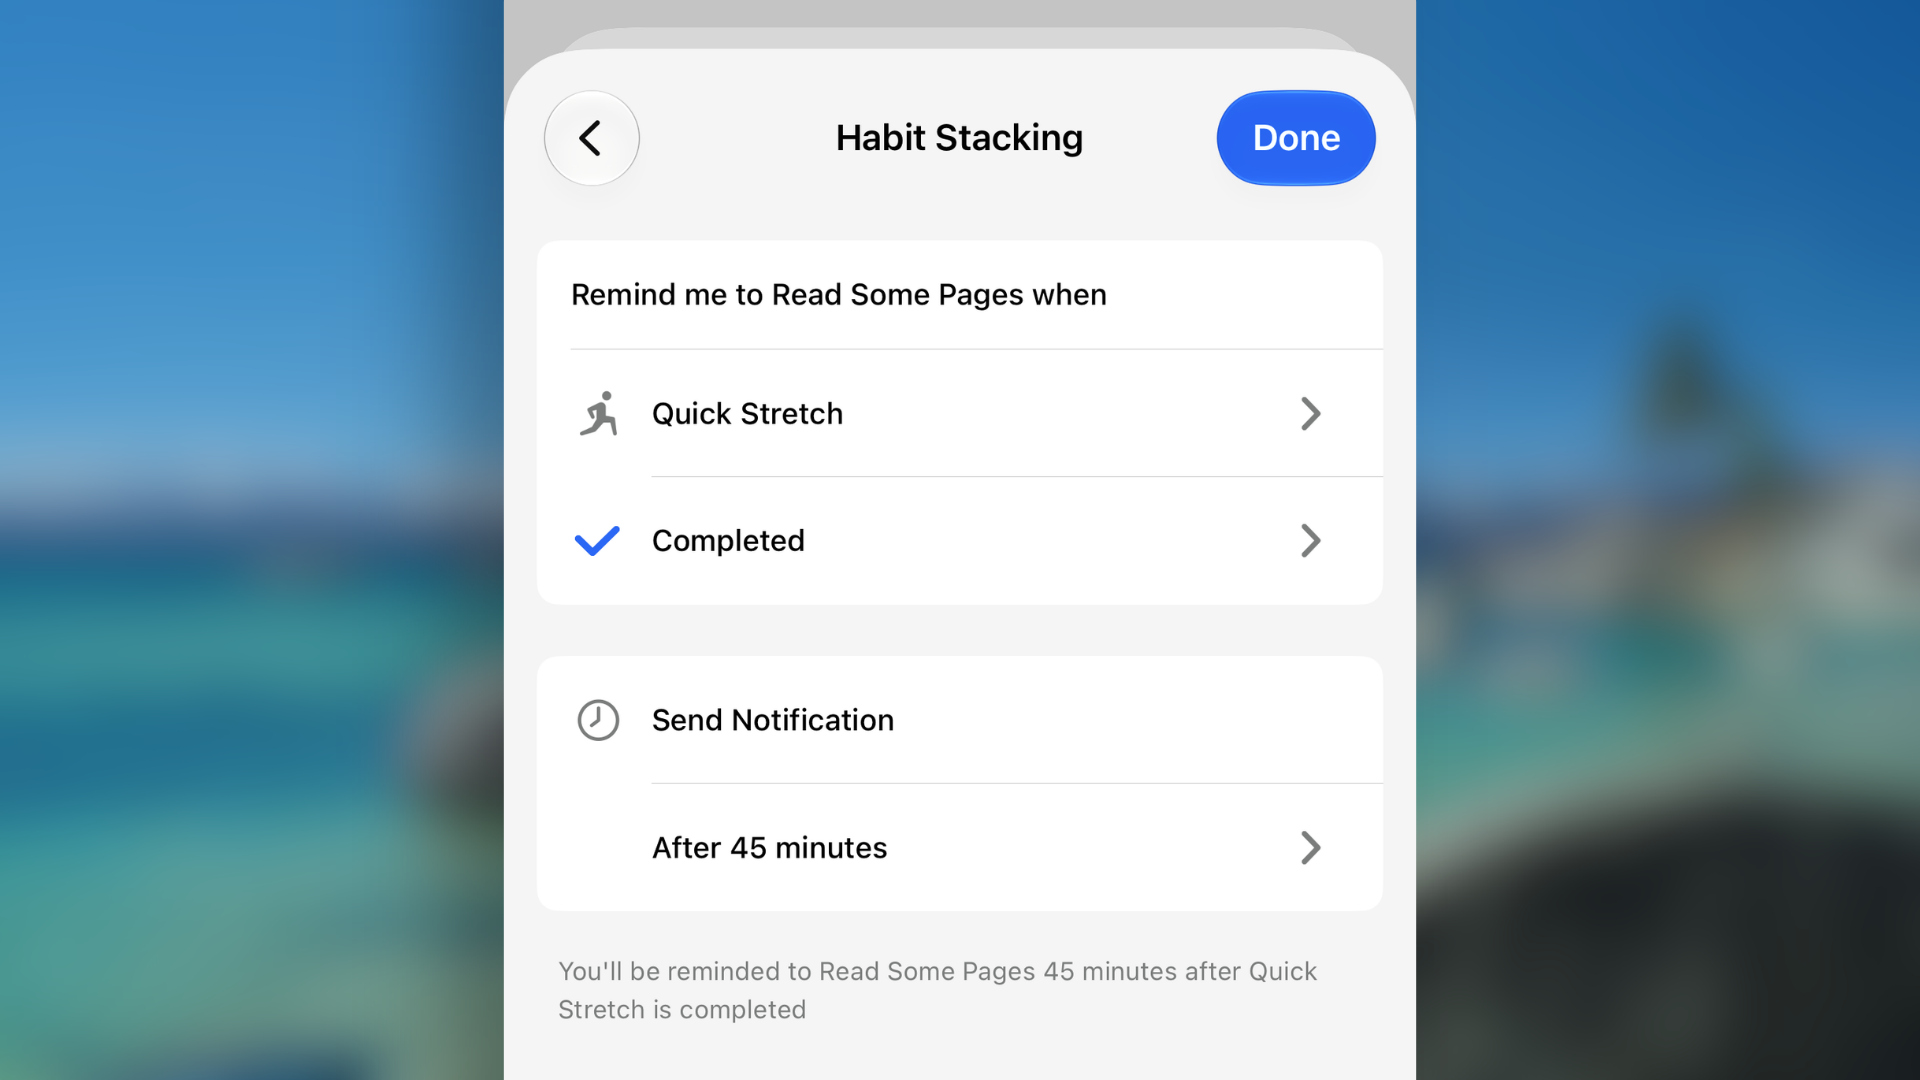 Habit Stacking
Done
Remind me to Read Some Pages when
Quick Stretch
Completed
Send Notification
After 45 minutes
You'll be reminded to Read Some Pages 45 minutes after Quick
Stretch is completed